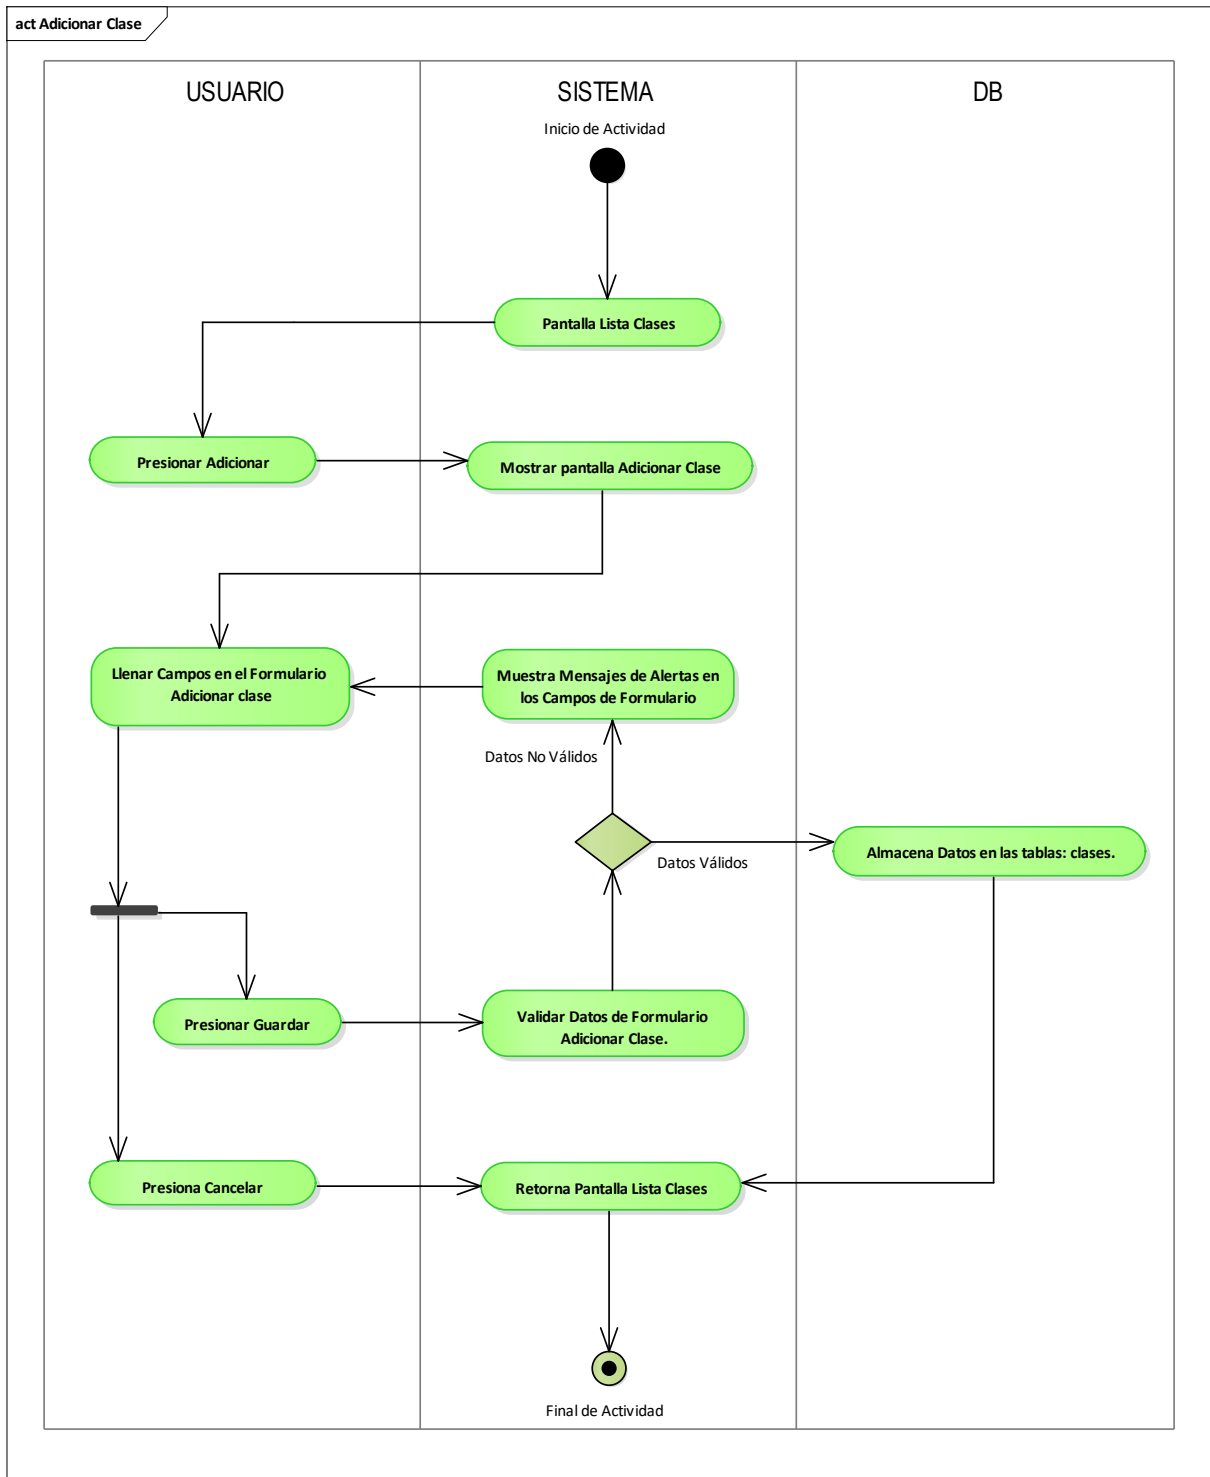 act Adicionar Clase
USUARIO
SISTEMA
DB
Inicio de Actividad
Pantalla Lista Clases
Presionar Adicionar
Mostrar pantalla Adicionar Clase
Llenar Campos en el Formulario
Adicionar clase
Muestra Mensajes de Alertas en
los Campos de Formulario
Datos No Válidos
Datos Válidos
Almacena Datos en las tablas: clases.
Presionar Guardar
Validar Datos de Formulario
Adicionar Clase.
Presiona Cancelar
Retorna Pantalla Lista Clases
Final de Actividad